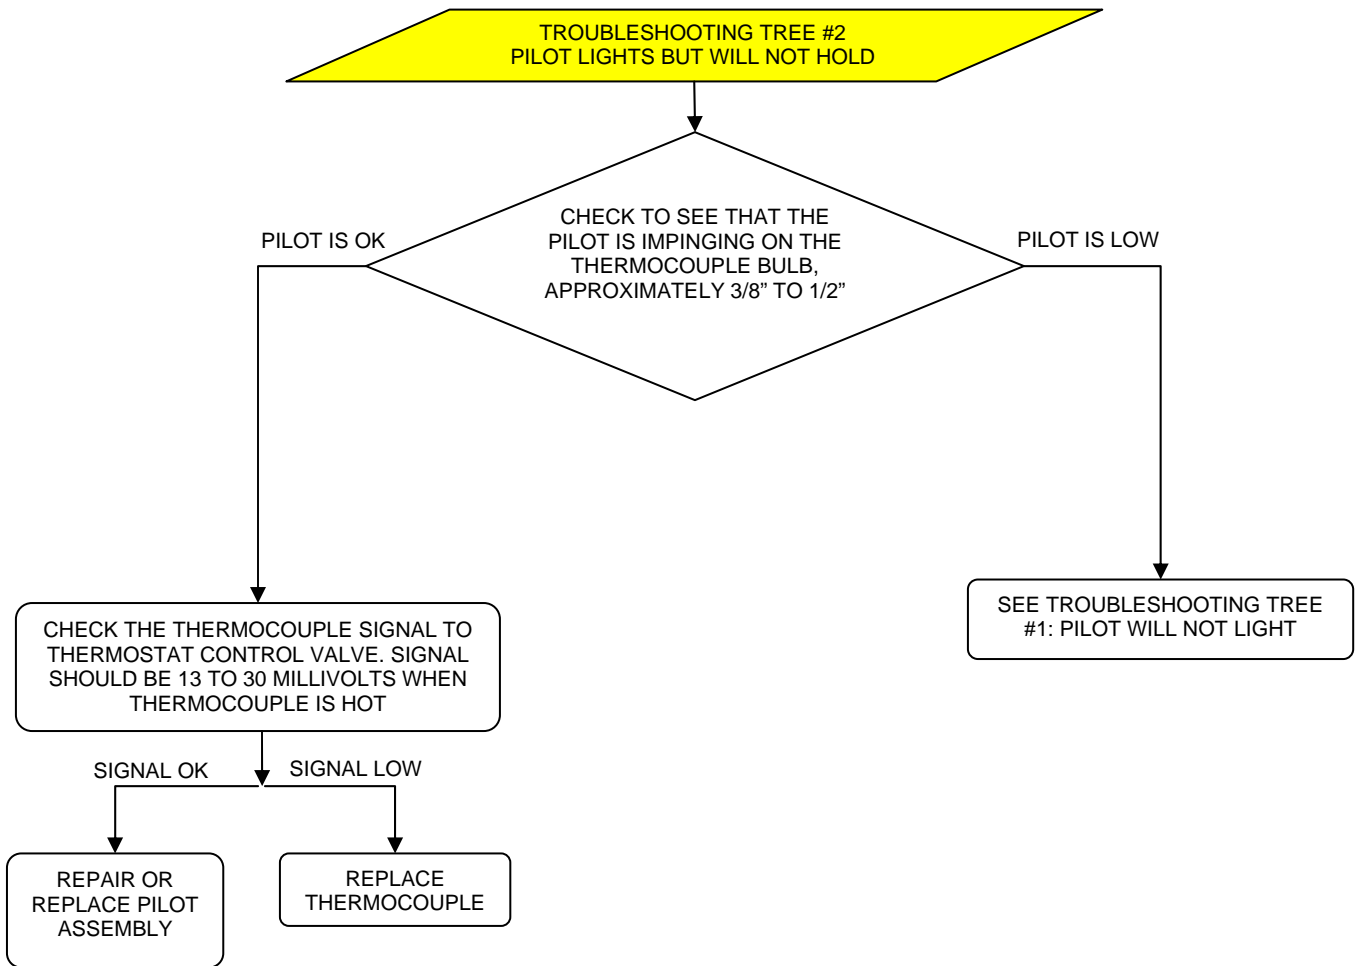 TROUBLESHOOTING TREE #2
PILOT LIGHTS BUT WILL NOT HOLD
CHECK TO SEE THAT THE
PILOT IS IMPINGING ON THE
THERMOCOUPLE BULB,
APPROXIMATELY 3/8” TO 1/2”
PILOT IS OK
PILOT IS LOW
CHECK THE THERMOCOUPLE SIGNAL TO
THERMOSTAT CONTROL VALVE. SIGNAL
SHOULD BE 13 TO 30 MILLIVOLTS WHEN
THERMOCOUPLE IS HOT
SEE TROUBLESHOOTING TREE
#1: PILOT WILL NOT LIGHT
SIGNAL OK
SIGNAL LOW
REPAIR OR
REPLACE PILOT
ASSEMBLY
REPLACE
THERMOCOUPLE